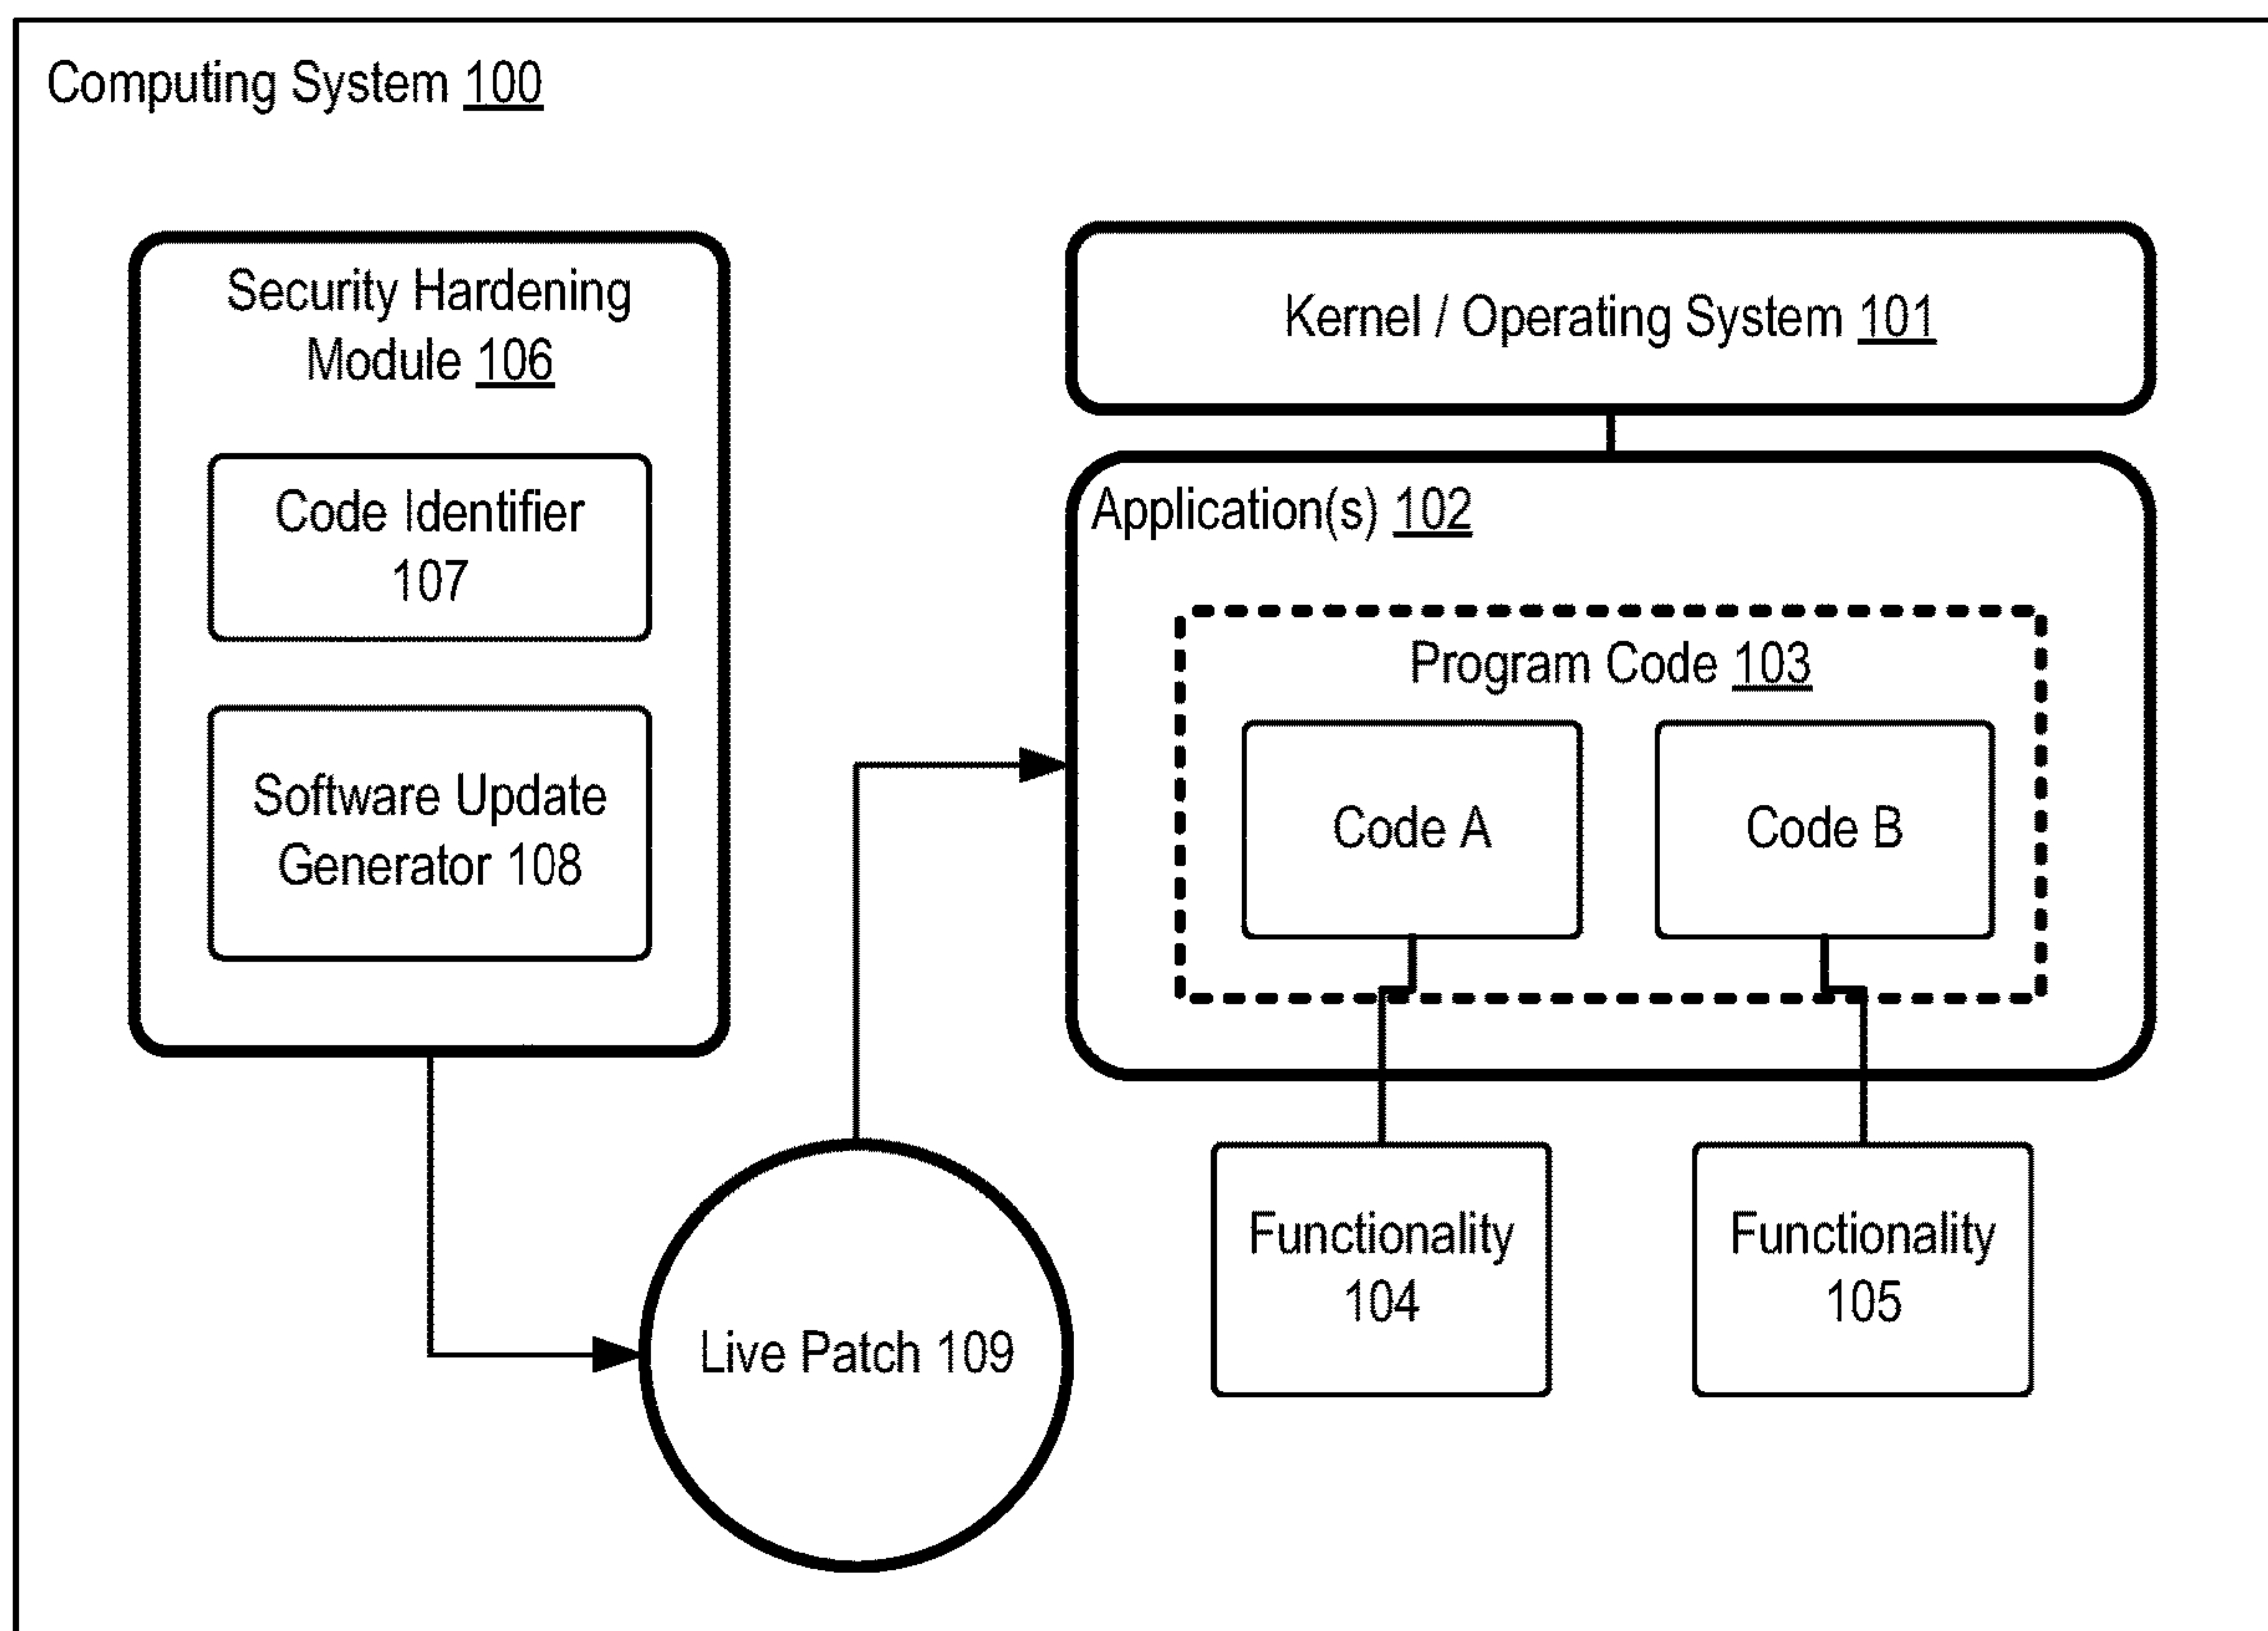 Computing System 100
Security Hardening
Module 106
Code Identifier
107
Software Update
Generator 108
Kernel / Operating System 101
Application(s) 102
Program Code 103
Code A
Code B
Functionality
104
Functionality
105
Live Patch 109